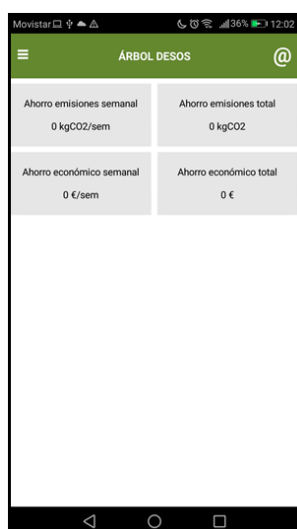 Movistar 36% 12:02
ÁRBOL DESOS @
Ahorro emisiones semanal
0 kgCO2/sem
Ahorro emisiones total
0 kgCO2
Ahorro económico semanal
0 €/sem
Ahorro económico total
0 €